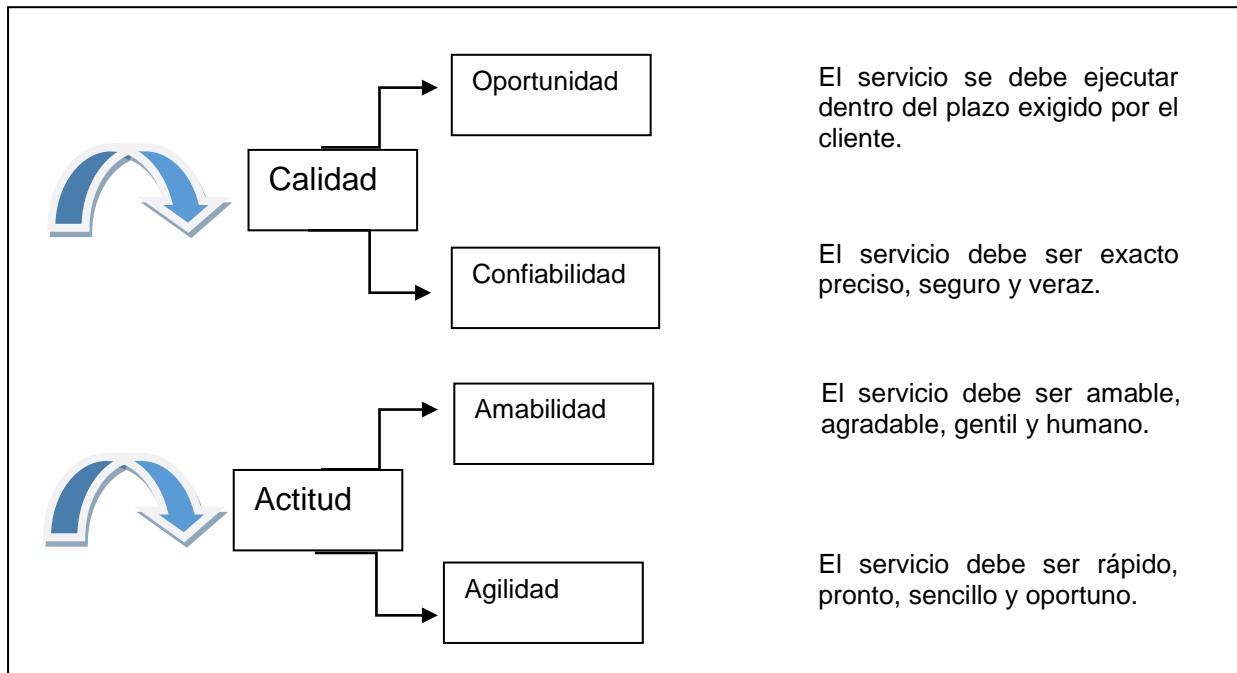 Oportunidad
El servicio se debe ejecutar
dentro del plazo exigido por el
cliente.
Calidad
Confiabilidad
El servicio debe ser exacto
preciso, seguro y veraz.
Amabilidad
El servicio debe ser amable,
agradable, gentil y humano.
Actitud
Agilidad
El servicio debe ser rápido,
pronto, sencillo y oportuno.